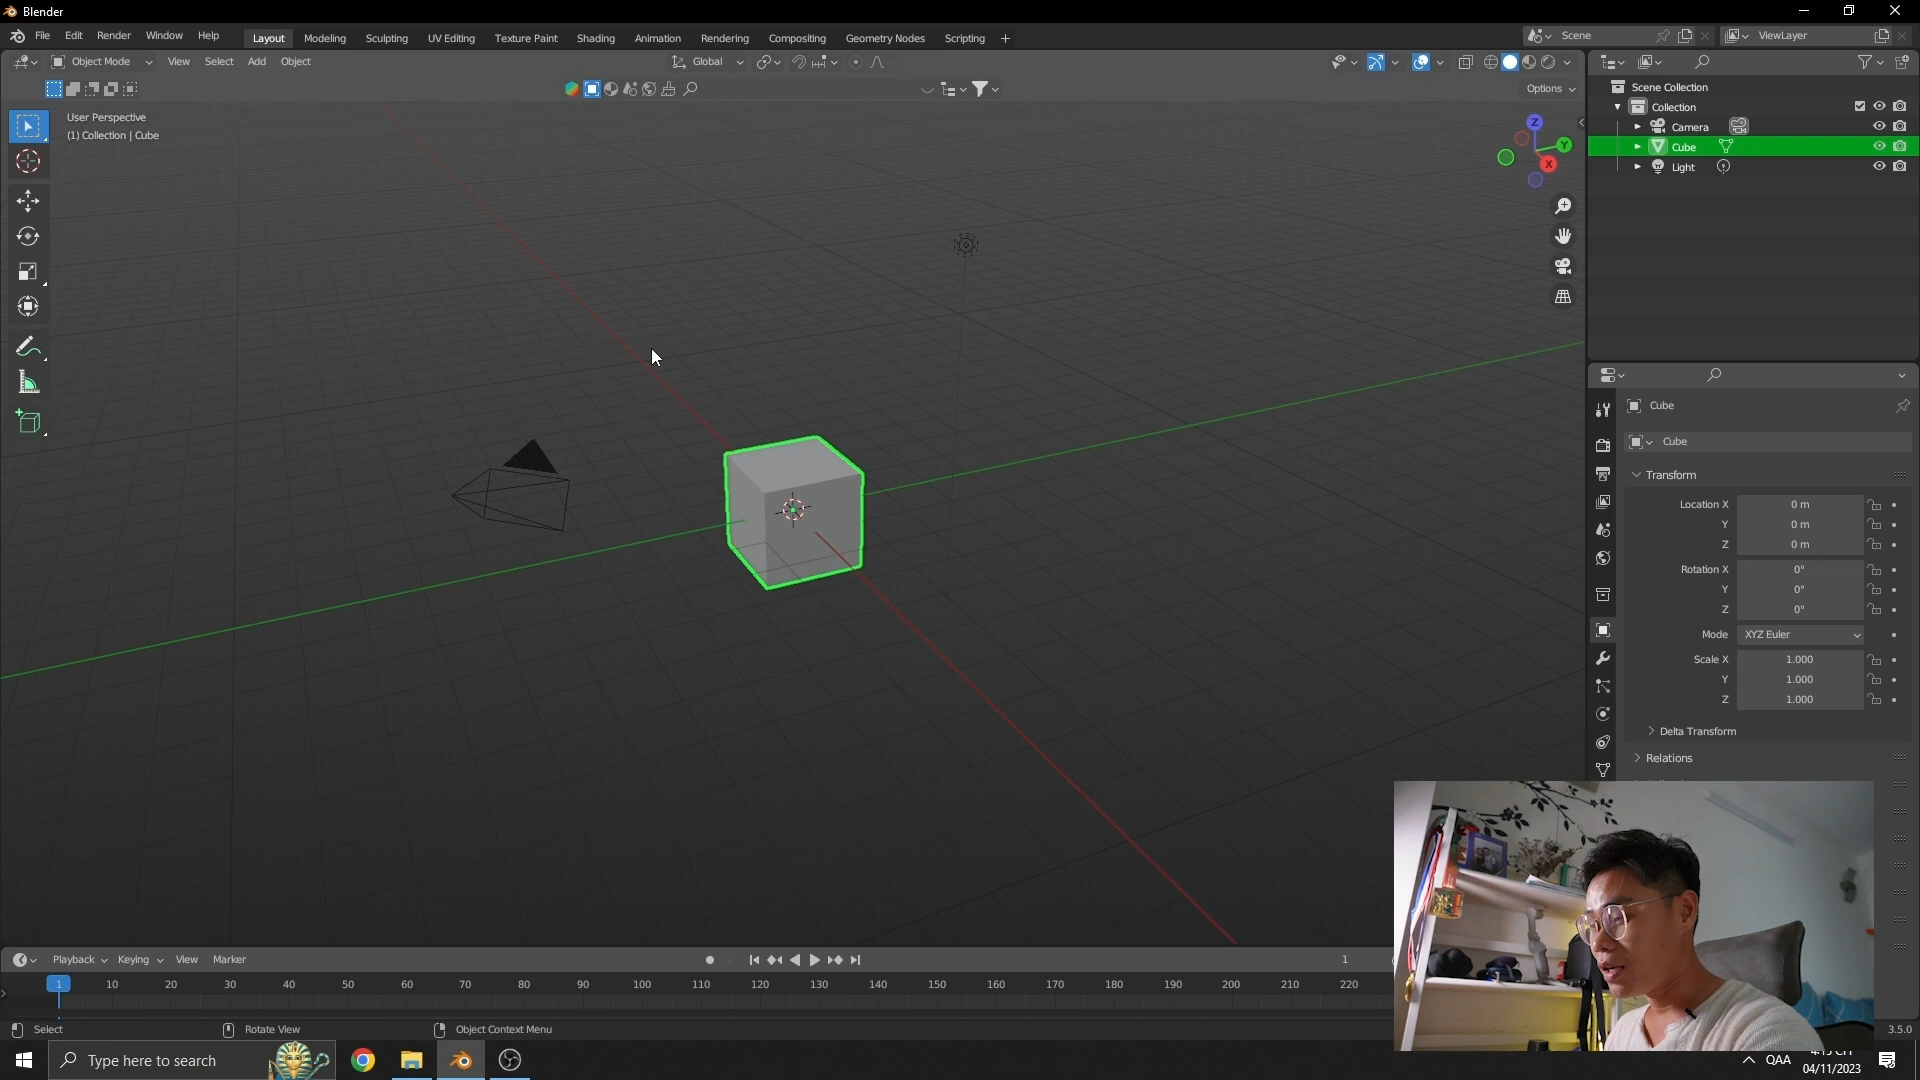 Blender
File Edit Render Window Help Layout Modeling Sculpting UV Editing Texture Paint Shading Animation Rendering Compositing Geometry Nodes Scripting + Scene ViewLayer
Object Mode View Select Add Object Global
Options
User Perspective
(1) Collection | Cube
Z
Y
X
Scene Collection
Collection
Camera
Cube
Light
Cube
Cube
Transform
Location X 0 m
Y 0 m
Z 0 m
Rotation X 0°
Y 0°
Z 0°
Mode XYZ Euler
Scale X 1.000
Y 1.000
Z 1.000
Delta Transform
Relations
Playback Keying View Marker 1
1 10 20 30 40 50 60 70 80 90 100 110 120 130 140 150 160 170 180 190 200 210 220
Select Rotate View Object Context Menu 3.5.0
Type here to search QAA
04/11/2023